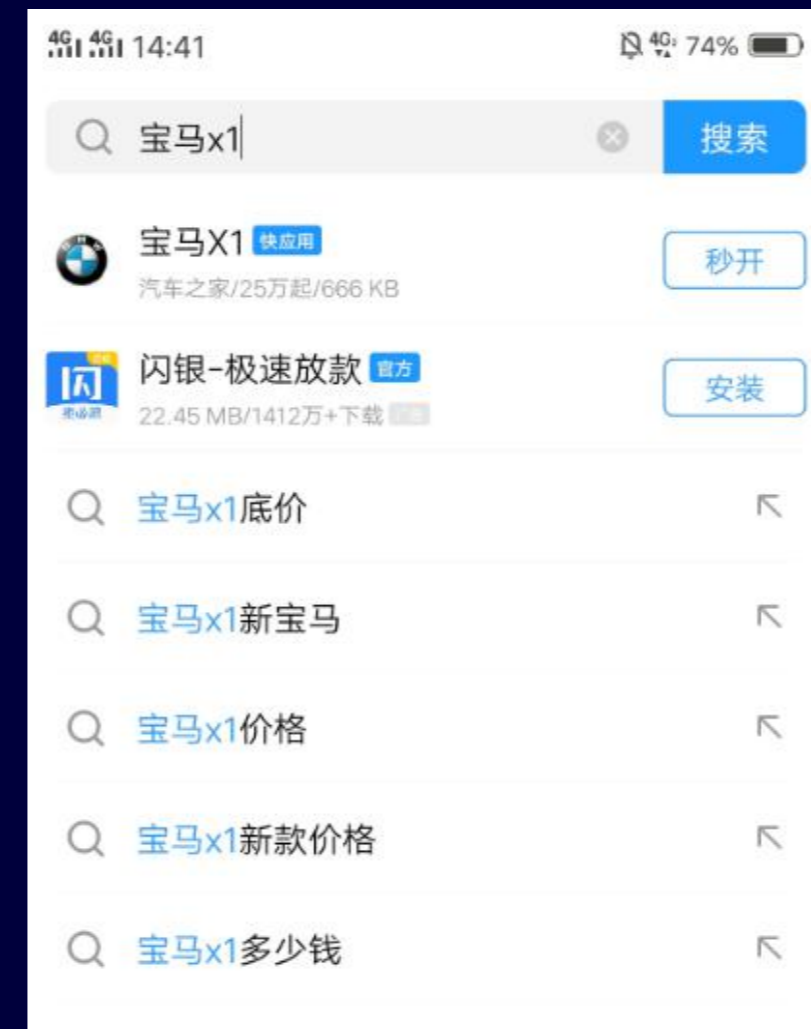 4G 4G 14:41 4G 74%
宝马x1 搜索
宝马X1 快应用
汽车之家/25万起/666 KB
秒开
闪银-极速放款 官方
22.45 MB/1412万+下载
安装
闪
宝马x1底价
宝马x1新宝马
宝马x1价格
宝马x1新款价格
宝马x1多少钱